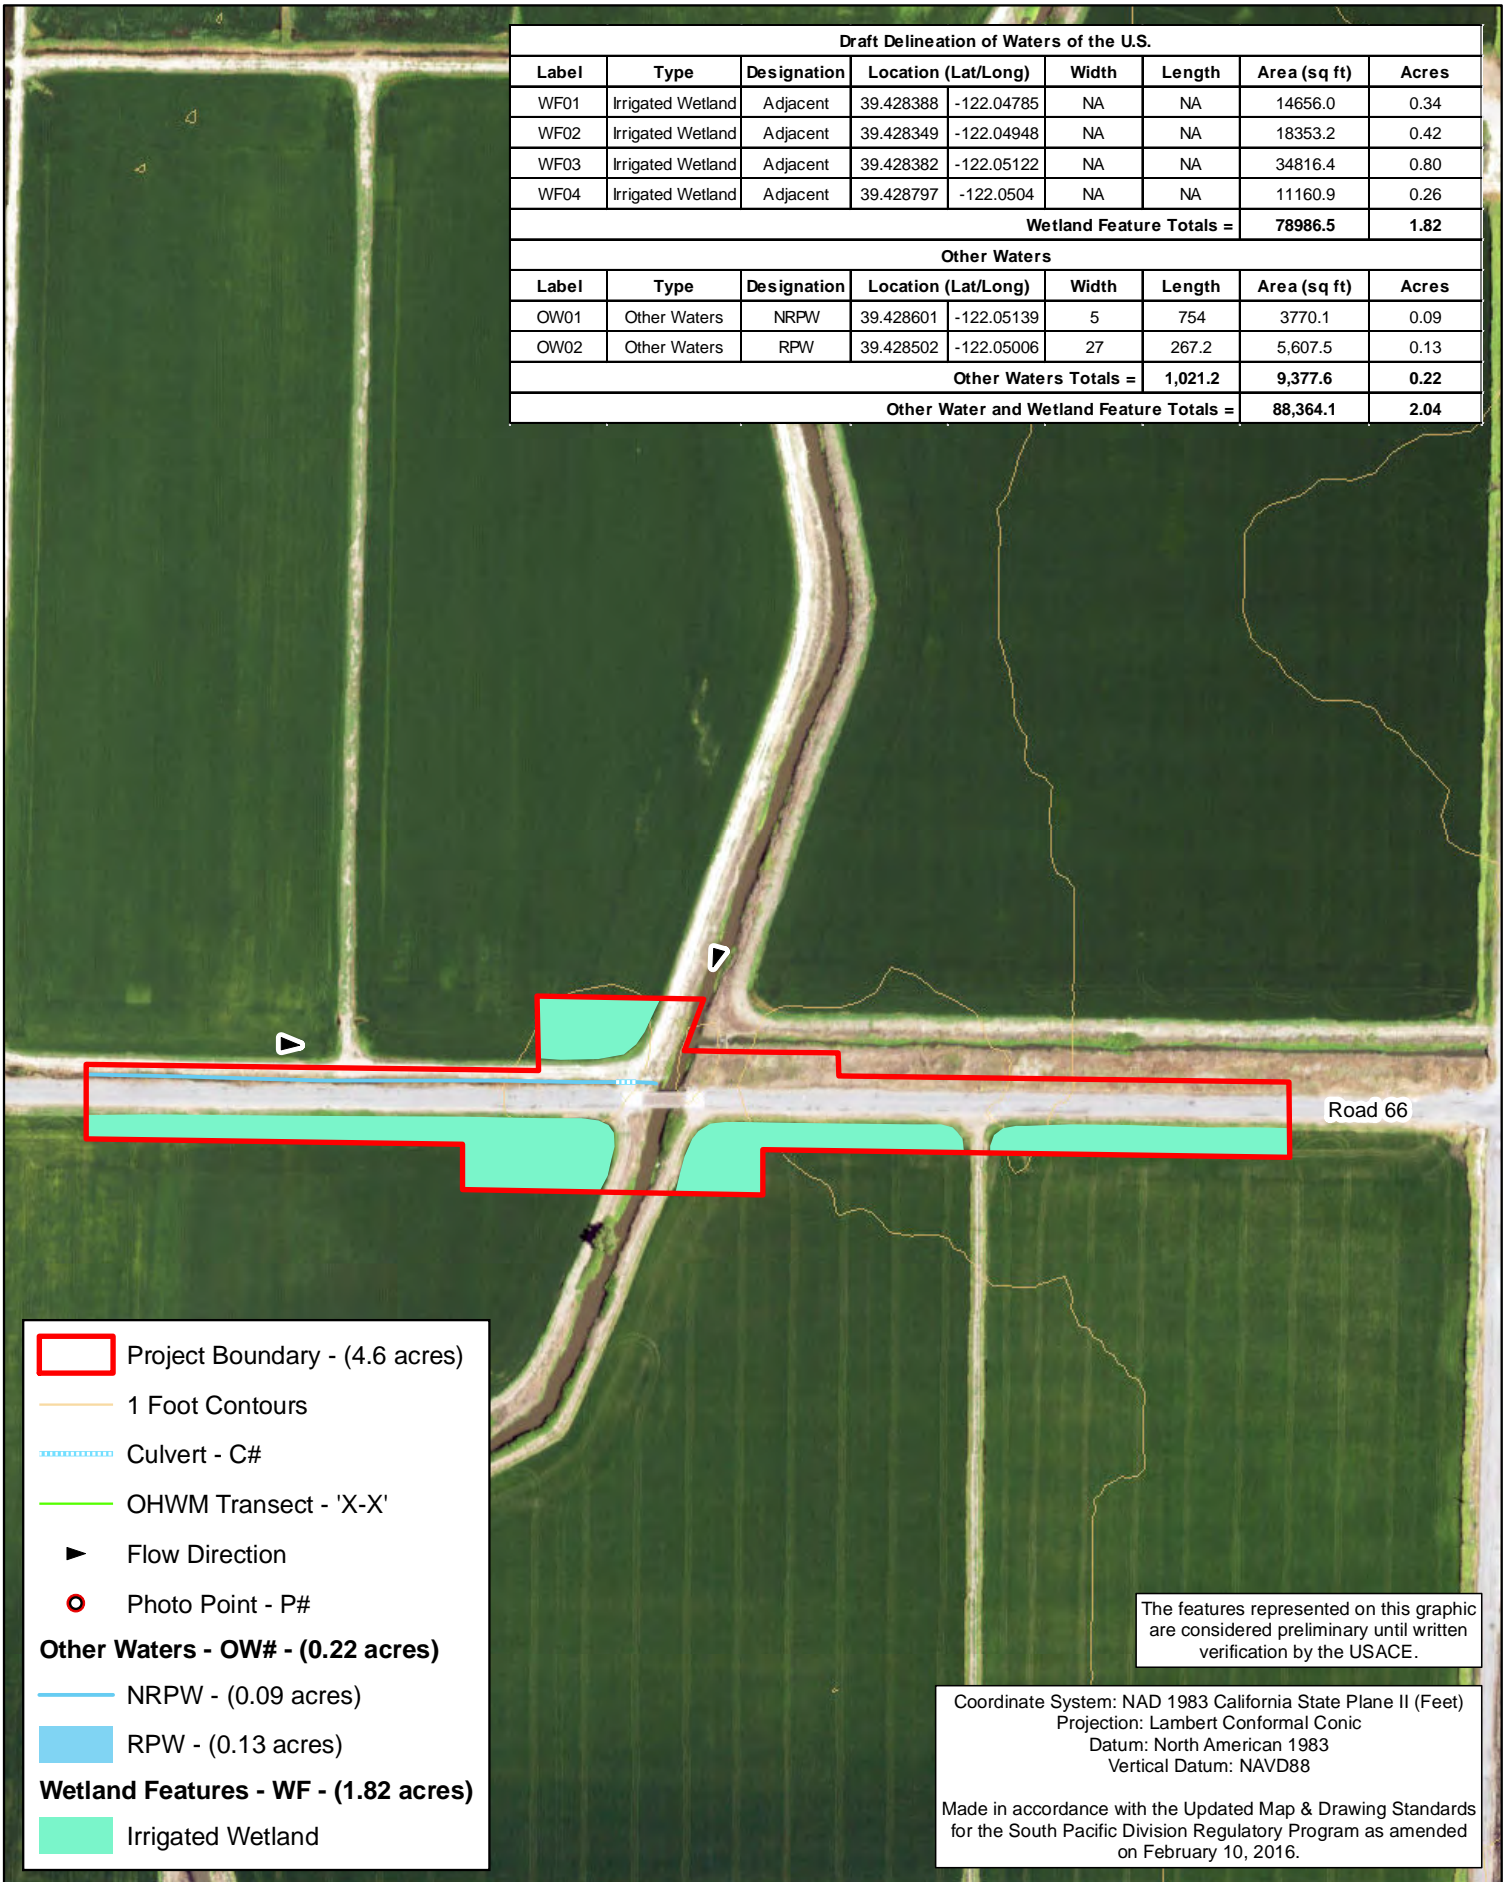 Draft Delineation of Waters of the U.S.
Label Type Designation Location (Lat/Long) Width Length Area (sq ft) Acres
WF01 Irrigated Wetland Adjacent 39.428388 -122.04785 NA NA 14656.0 0.34
WF02 Irrigated Wetland Adjacent 39.428349 -122.04948 NA NA 18353.2 0.42
WF03 Irrigated Wetland Adjacent 39.428382 -122.05122 NA NA 34816.4 0.80
WF04 Irrigated Wetland Adjacent 39.428797 -122.0504 NA NA 11160.9 0.26
Wetland Feature Totals = 78986.5 1.82
Other Waters
Label Type Designation Location (Lat/Long) Width Length Area (sq ft) Acres
OW01 Other Waters NRPW 39.428601 -122.05139 5 754 3770.1 0.09
OW02 Other Waters RPW 39.428502 -122.05006 27 267.2 5,607.5 0.13
Other Waters Totals = 1,021.2 9,377.6 0.22
Other Water and Wetland Feature Totals = 88,364.1 2.04
Road 66
Project Boundary - (4.6 acres)
1 Foot Contours
Culvert - C#
OHWM Transect - 'X-X'
Flow Direction
Photo Point - P#
Other Waters - OW# - (0.22 acres)
NRPW - (0.09 acres)
RPW - (0.13 acres)
Wetland Features - WF - (1.82 acres)
Irrigated Wetland
The features represented on this graphic
are considered preliminary until written
verification by the USACE.
Coordinate System: NAD 1983 California State Plane II (Feet)
Projection: Lambert Conformal Conic
Datum: North American 1983
Vertical Datum: NAVD88
Made in accordance with the Updated Map & Drawing Standards
for the South Pacific Division Regulatory Program as amended
on February 10, 2016.